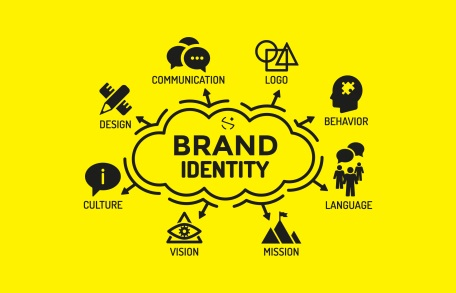 COMMUNICATION
LOGO
DESIGN
BEHAVIOR
BRAND
IDENTITY
CULTURE
i
LANGUAGE
VISION
MISSION